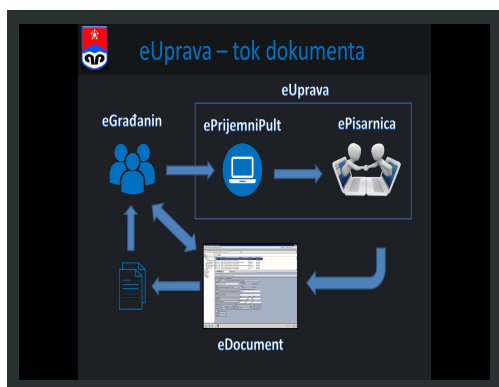 eUprava – tok dokumenta
eUprava
eGrađanin
ePrijemniPult
ePisarnica
eDocument